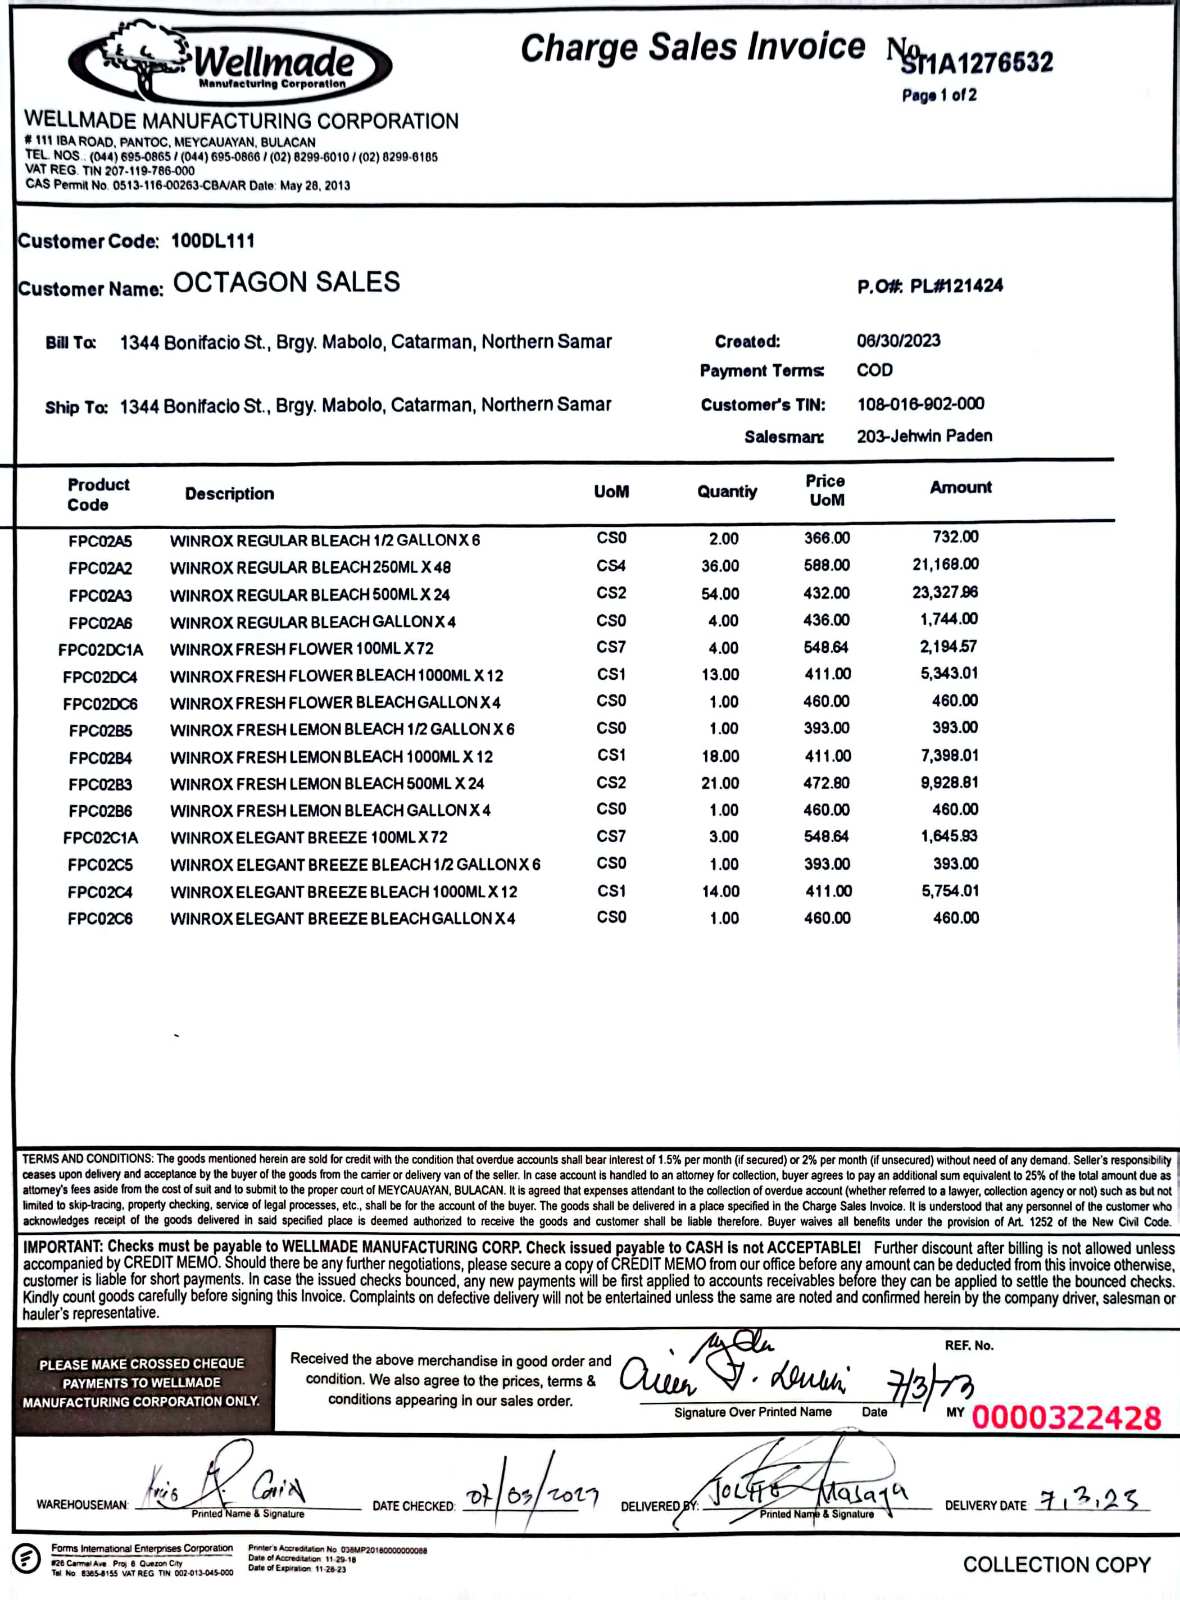 Wellmade
Manufacturing Corporation
Charge Sales Invoice No. SM1A1276532
Page 1 of 2
WELLMADE MANUFACTURING CORPORATION
# 111 IBA ROAD, PANTOC, MEYCAUAYAN, BULACAN
TEL. NOS.: (044) 695-0865 / (044) 695-0866 / (02) 8299-6010 / (02) 8299-6185
VAT REG. TIN 207-119-786-000
CAS Permit No. 0513-116-00263-CBA/AR Date: May 28, 2013
Customer Code: 100DL111
Customer Name: OCTAGON SALES
P.O#: PL#121424
Bill To: 1344 Bonifacio St., Brgy. Mabolo, Catarman, Northern Samar
Created: 06/30/2023
Payment Terms: COD
Ship To: 1344 Bonifacio St., Brgy. Mabolo, Catarman, Northern Samar
Customer's TIN: 108-016-902-000
Salesman: 203-Jehwin Paden
Product Code Description UoM Quantiy Price UoM Amount
FPC02A5 WINROX REGULAR BLEACH 1/2 GALLON X 6 CS0 2.00 366.00 732.00
FPC02A2 WINROX REGULAR BLEACH 250ML X 48 CS4 36.00 588.00 21,168.00
FPC02A3 WINROX REGULAR BLEACH 500ML X 24 CS2 54.00 432.00 23,327.96
FPC02A6 WINROX REGULAR BLEACH GALLON X 4 CS0 4.00 436.00 1,744.00
FPC02DC1A WINROX FRESH FLOWER 100ML X 72 CS7 4.00 548.64 2,194.57
FPC02DC4 WINROX FRESH FLOWER BLEACH 1000ML X 12 CS1 13.00 411.00 5,343.01
FPC02DC6 WINROX FRESH FLOWER BLEACH GALLON X 4 CS0 1.00 460.00 460.00
FPC02B5 WINROX FRESH LEMON BLEACH 1/2 GALLON X 6 CS0 1.00 393.00 393.00
FPC02B4 WINROX FRESH LEMON BLEACH 1000ML X 12 CS1 18.00 411.00 7,398.01
FPC02B3 WINROX FRESH LEMON BLEACH 500ML X 24 CS2 21.00 472.80 9,928.81
FPC02B6 WINROX FRESH LEMON BLEACH GALLON X 4 CS0 1.00 460.00 460.00
FPC02C1A WINROX ELEGANT BREEZE 100ML X 72 CS7 3.00 548.64 1,645.93
FPC02C5 WINROX ELEGANT BREEZE BLEACH 1/2 GALLON X 6 CS0 1.00 393.00 393.00
FPC02C4 WINROX ELEGANT BREEZE BLEACH 1000ML X 12 CS1 14.00 411.00 5,754.01
FPC02C6 WINROX ELEGANT BREEZE BLEACH GALLON X 4 CS0 1.00 460.00 460.00
TERMS AND CONDITIONS: The goods mentioned herein are sold for credit with the condition that overdue accounts shall bear interest of 1.5% per month (if secured) or 2% per month (if unsecured) without need of any demand. Seller's responsibility
ceases upon delivery and acceptance by the buyer of the goods from the carrier or delivery van of the seller. In case account is handled to an attorney for collection, buyer agrees to pay an additional sum equivalent to 25% of the total amount due as
attorney's fees aside from the cost of suit and to submit to the proper court of MEYCAUAYAN, BULACAN. It is agreed that expenses attendant to the collection of overdue account (whether referred to a lawyer, collection agency or not) such as but not
limited to skip-tracing, property checking, service of legal processes, etc., shall be for the account of the buyer. The goods shall be delivered in a place specified in the Charge Sales Invoice. It is understood that any personnel of the customer who
acknowledges receipt of the goods delivered in said specified place is deemed authorized to receive the goods and customer shall be liable therefore. Buyer waives all benefits under the provision of Art. 1252 of the New Civil Code.
IMPORTANT: Checks must be payable to WELLMADE MANUFACTURING CORP. Check issued payable to CASH is not ACCEPTABLE! Further discount after billing is not allowed unless
accompanied by CREDIT MEMO. Should there be any further negotiations, please secure a copy of CREDIT MEMO from our office before any amount can be deducted from this invoice otherwise,
customer is liable for short payments. In case the issued checks bounced, any new payments will be first applied to accounts receivables before they can be applied to settle the bounced checks.
Kindly count goods carefully before signing this Invoice. Complaints on defective delivery will not be entertained unless the same are noted and confirmed herein by the company driver, salesman or
hauler's representative.
PLEASE MAKE CROSSED CHEQUE
PAYMENTS TO WELLMADE
MANUFACTURING CORPORATION ONLY.
Received the above merchandise in good order and
condition. We also agree to the prices, terms &
conditions appearing in our sales order.
7/3/23
Signature Over Printed Name Date
REF. No.
MY 0000322428
WAREHOUSEMAN:
Printed Name & Signature
DATE CHECKED: 07/03/2023
DELIVERED BY:
Printed Name & Signature
DELIVERY DATE 7,3,23
Forms International Enterprises Corporation
#26 Carmel Ave. Proj. 6 Quezon City
Tel. No. 8365-8155 VAT REG. TIN 002-013-045-000
Printer's Accreditation No. 038MP20180000000088
Date of Accreditation 11-29-18
Date of Expiration 11-28-23
COLLECTION COPY